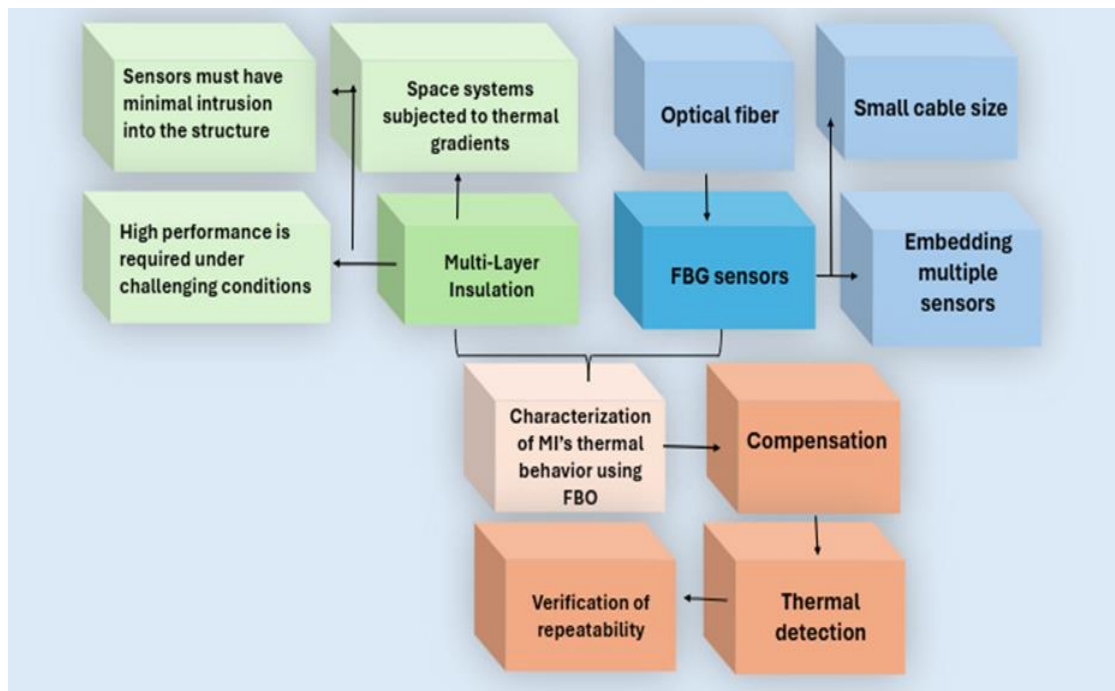 Sensors must have
minimal intrusion
into the structure
Space systems
subjected to thermal
gradients
Optical fiber
Small cable size
High performance is
required under
challenging conditions
Multi-Layer
Insulation
FBG sensors
Embedding
multiple
sensors
Characterization
of MI's thermal
behavior using
FBO
Compensation
Verification of
repeatability
Thermal
detection